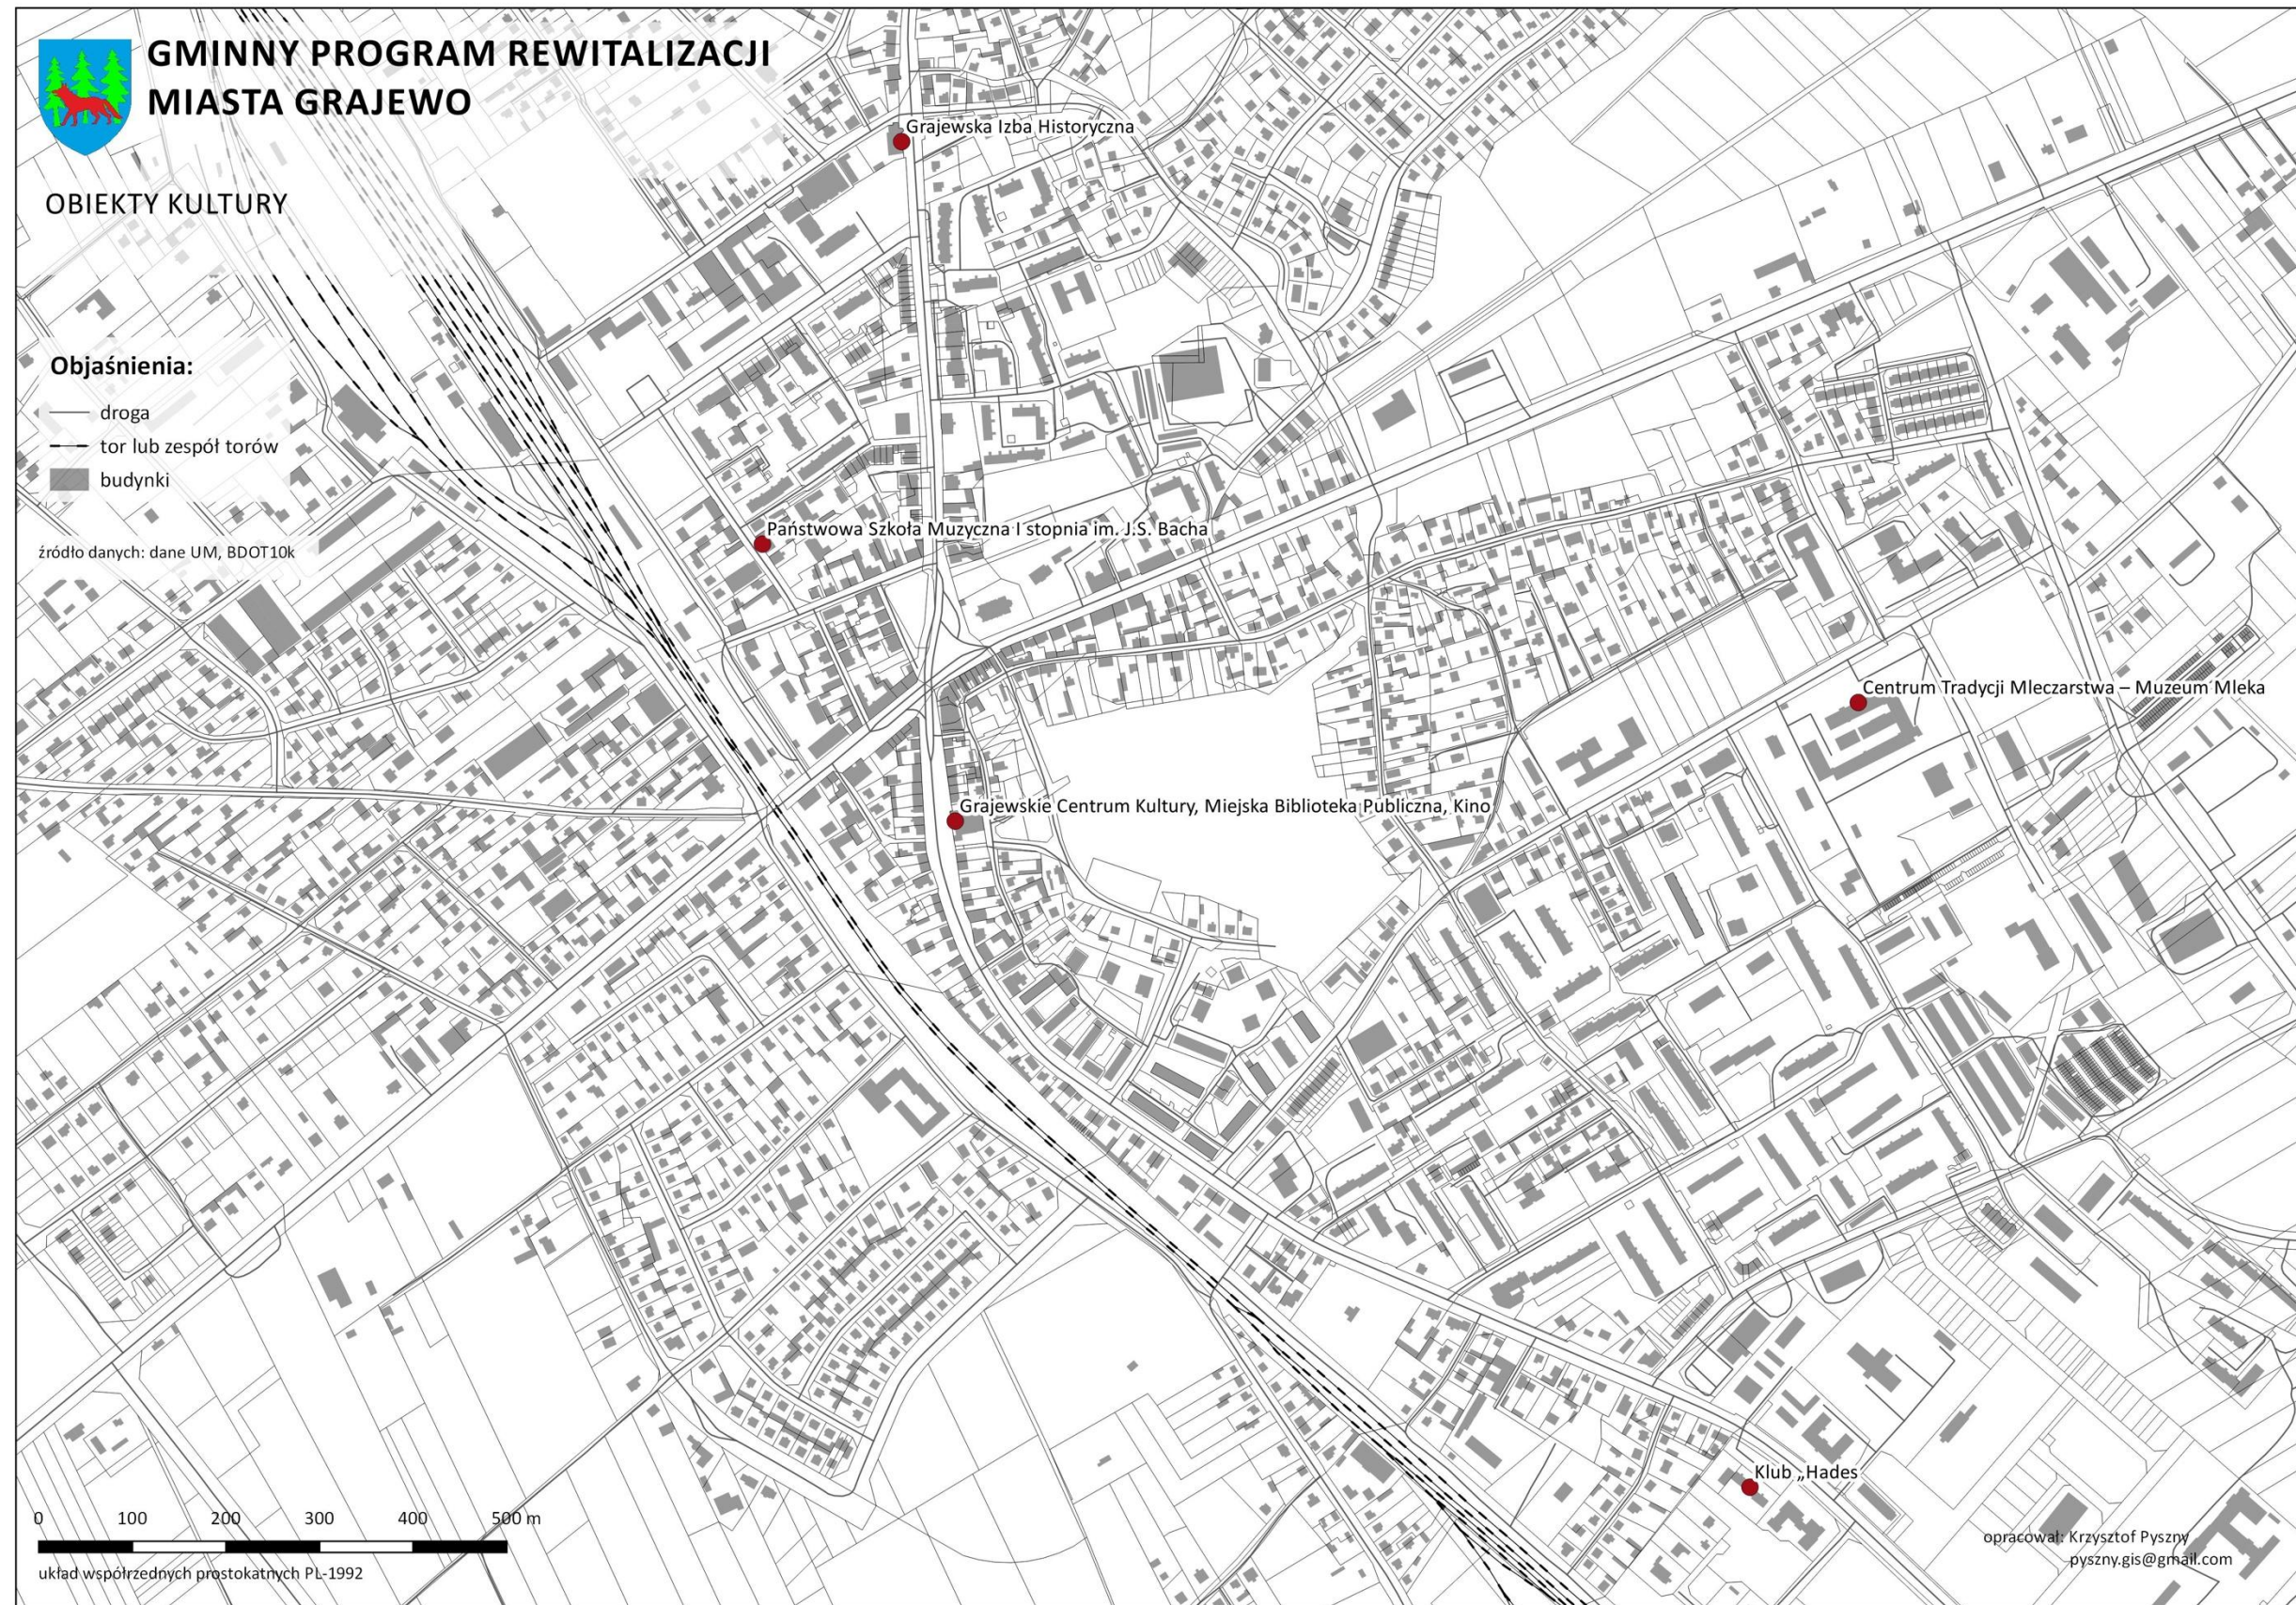 GMINNY PROGRAM REWITALIZACJI
MIASTA GRAJEWO
OBIEKTY KULTURY
Grajewska Izba Historyczna
Objaśnienia:
droga
tor lub zespół torów
budynki
źródło danych: dane UM, BDOT10k
Państwowa Szkoła Muzyczna I stopnia im. J.S. Bacha
Centrum Tradycji Mleczarstwa – Muzeum Mleka
Grajewskie Centrum Kultury, Miejska Biblioteka Publiczna, Kino
Klub „Hades
0 100 200 300 400 500 m
układ współrzędnych prostokatnych PL-1992
opracował: Krzysztof Pyszny
pyszny.gis@gmail.com